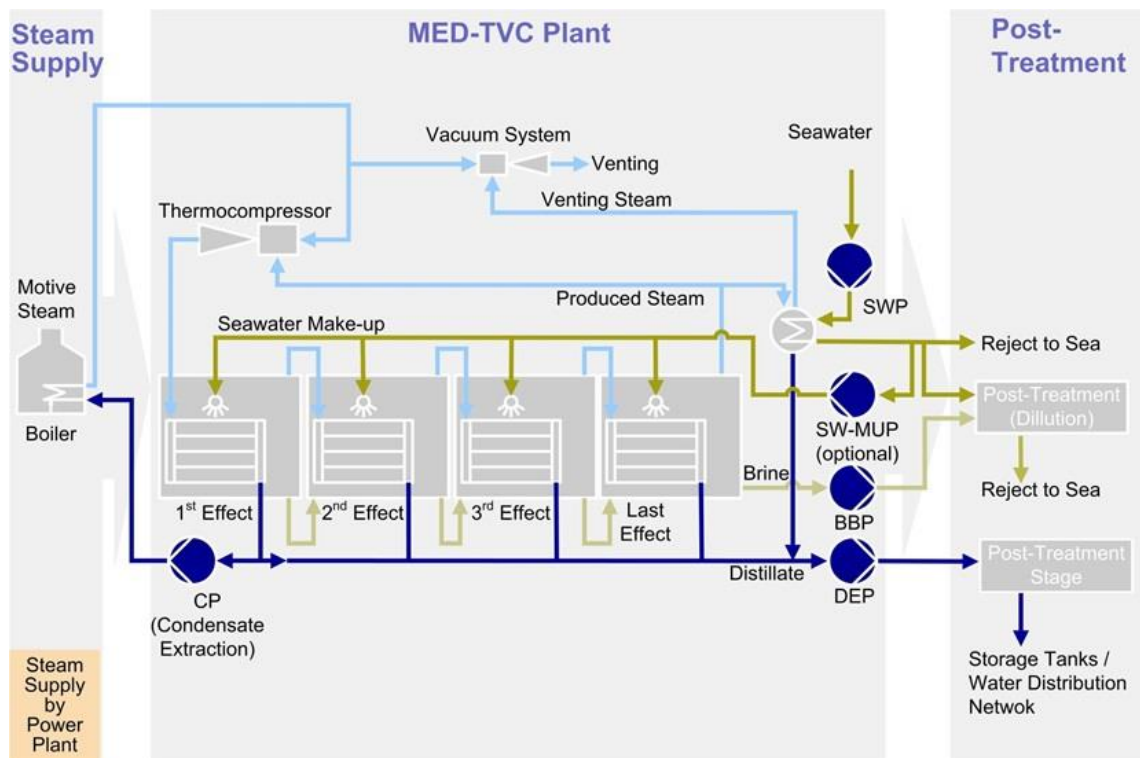 Steam
Supply
MED-TVC Plant
Post-
Treatment
Vacuum System
Venting
Seawater
Venting Steam
Thermocompressor
Motive
Steam
Produced Steam
SWP
Seawater Make-up
Reject to Sea
Boiler
SW-MUP
(optional)
Post-Treatment
(Dillution)
Brine
Reject to Sea
BBP
1st Effect
2nd Effect
3rd Effect
Last
Effect
Distillate
DEP
Post-Treatment
Stage
CP
(Condensate
Extraction)
Storage Tanks /
Water Distribution
Netwok
Steam
Supply
by
Power
Plant